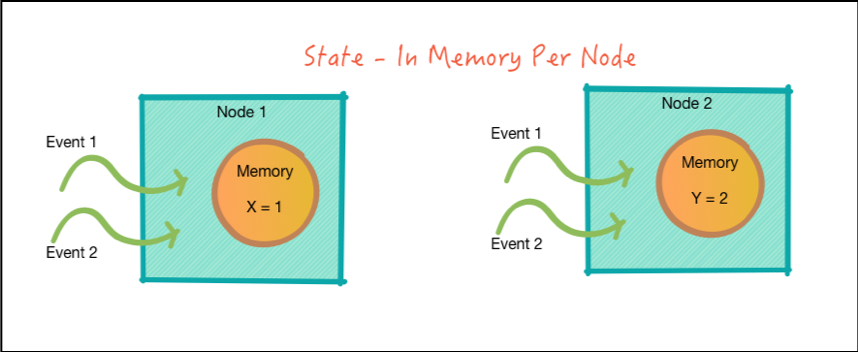 State - In Memory Per Node
Node 1
Event 1
Memory
X = 1
Event 2
Node 2
Event 1
Memory
Y = 2
Event 2